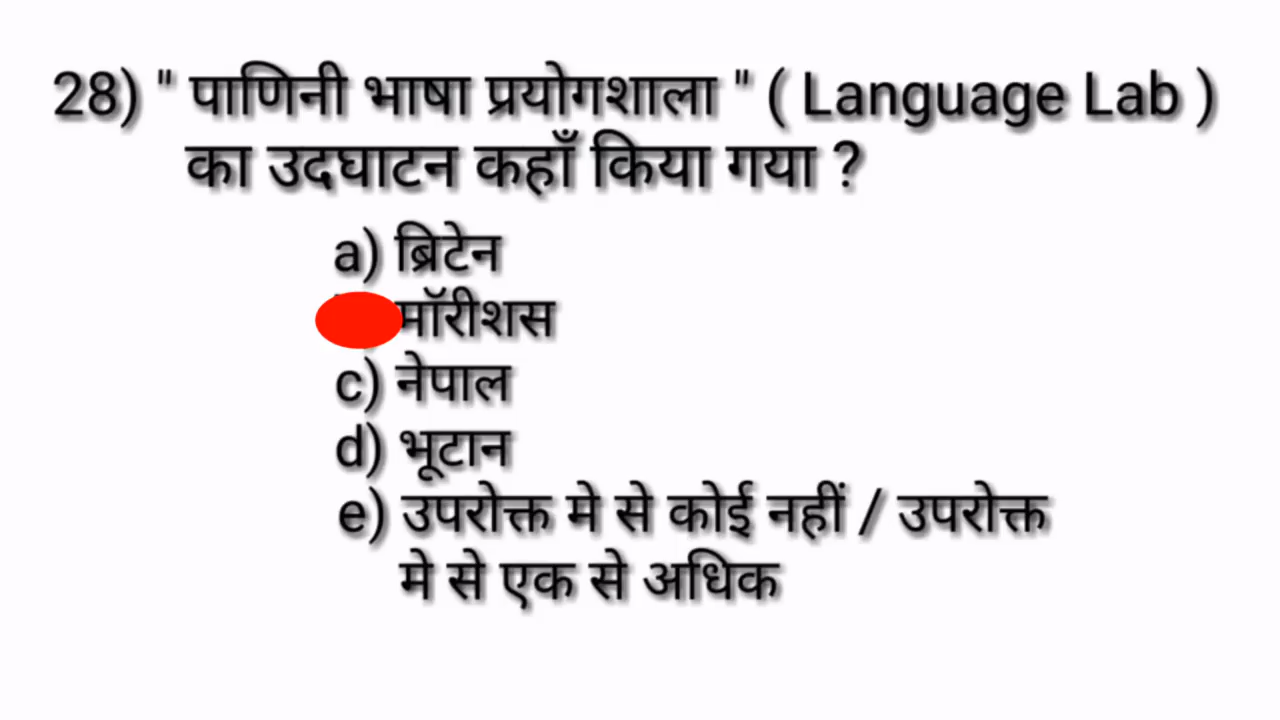 28) " पाणिनी भाषा प्रयोगशाला " ( Language Lab )
का उदघाटन कहाँ किया गया ?
a) ब्रिटेन
मॉरीशस
c) नेपाल
d) भूटान
e) उपरोक्त मे से कोई नहीं / उपरोक्त
मे से एक से अधिक